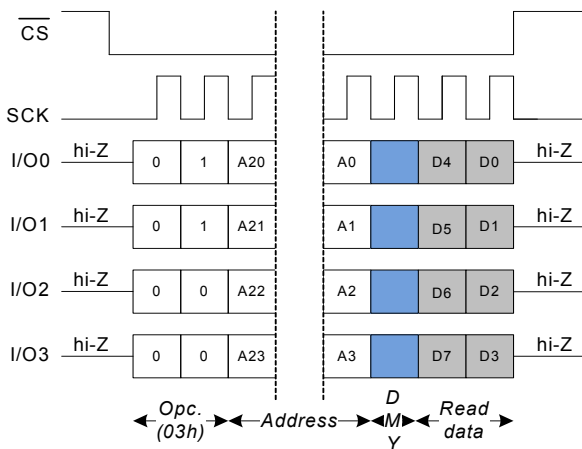 CS
SCK
I/O0 hi-Z 0 1 A20 A0 D4 D0 hi-Z
I/O1 hi-Z 0 1 A21 A1 D5 D1 hi-Z
I/O2 hi-Z 0 0 A22 A2 D6 D2 hi-Z
I/O3 hi-Z 0 0 A23 A3 D7 D3 hi-Z
Opc. Address D M Y Read
(03h) data